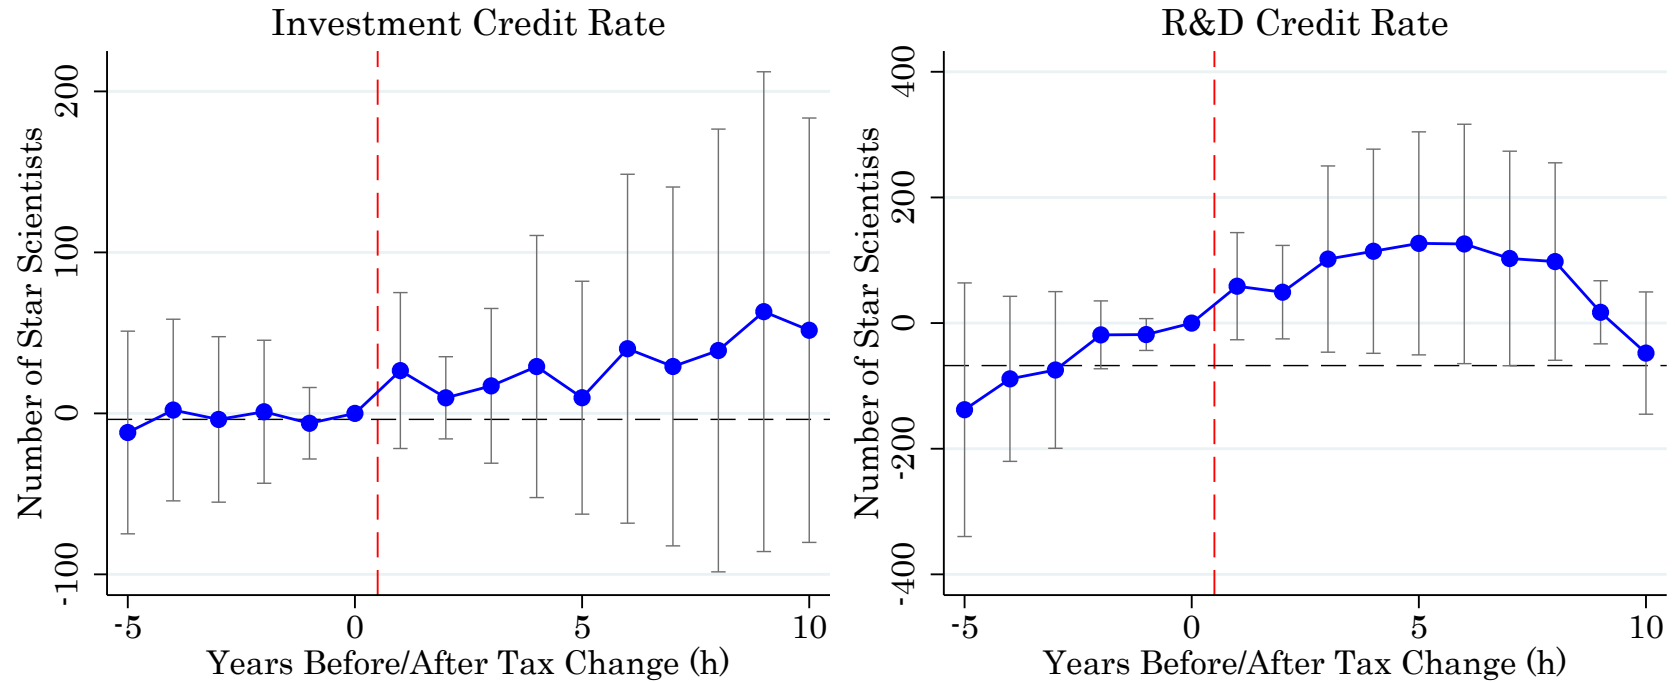 Investment Credit Rate
Number of Star Scientists
200
100
0
-100
-5 0 5 10
Years Before/After Tax Change (h)
R&D Credit Rate
Number of Star Scientists
400
200
0
-200
-400
-5 0 5 10
Years Before/After Tax Change (h)